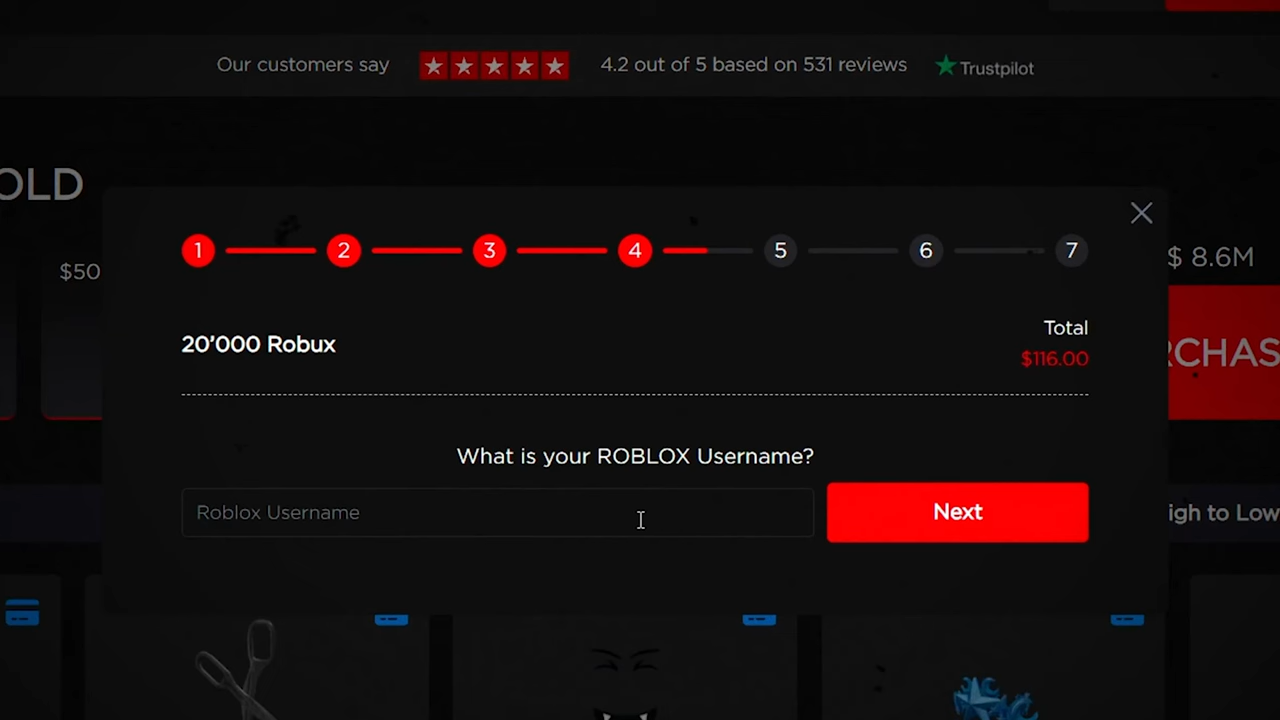 Our customers say 4.2 out of 5 based on 531 reviews Trustpilot
OLD
$50
$ 8.6M
RCHAS
1 2 3 4 5 6 7
20’000 Robux
Total
$116.00
What is your ROBLOX Username?
Roblox Username
Next
igh to Low